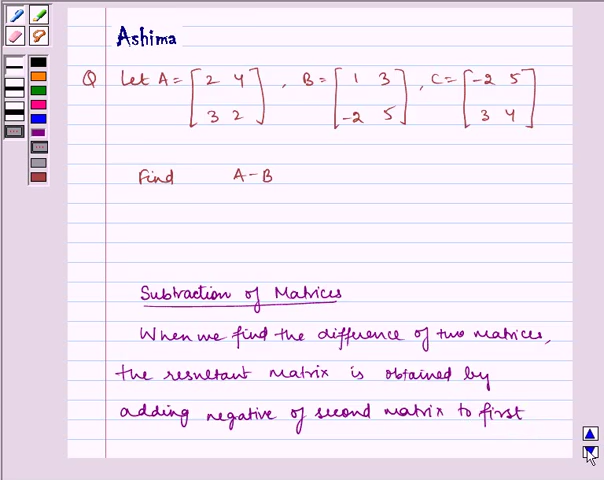 Ashima
Q Let A = [ 2 4 , B = [ 1 3 , C = [ -2 5
3 2 ] -2 5 ] 3 4 ]
Find A - B
Subtraction of Matrices
When we find the difference of two matrices,
the resultant matrix is obtained by
adding negative of second matrix to first